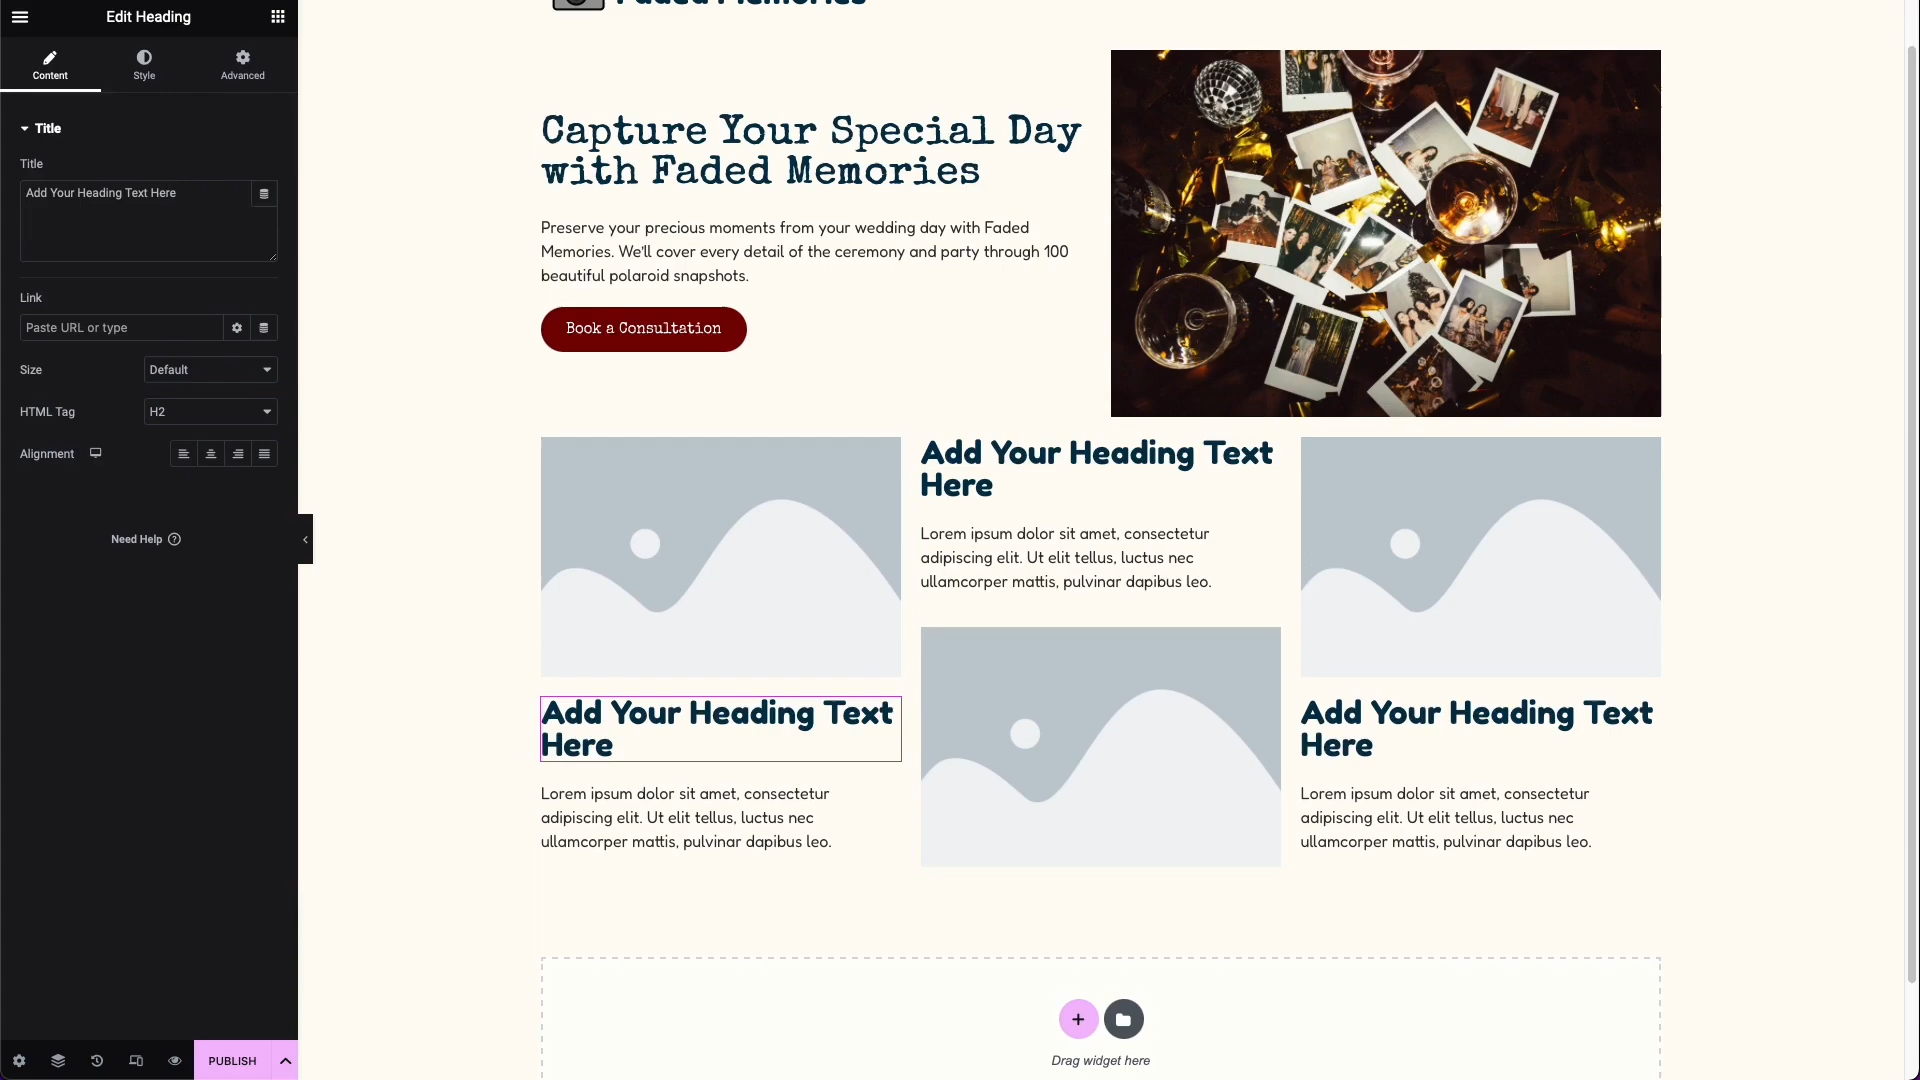 Edit Heading
Content
Style
Advanced
Title
Title
Add Your Heading Text Here
Link
Paste URL or type
Size
Default
HTML Tag
H2
Alignment
Need Help
PUBLISH
Faded Memories
Capture Your Special Day
with Faded Memories
Preserve your precious moments from your wedding day with Faded
Memories. We'll cover every detail of the ceremony and party through 100
beautiful polaroid snapshots.
Book a Consultation
Add Your Heading Text
Here
Lorem ipsum dolor sit amet, consectetur
adipiscing elit. Ut elit tellus, luctus nec
ullamcorper mattis, pulvinar dapibus leo.
Add Your Heading Text
Here
Lorem ipsum dolor sit amet, consectetur
adipiscing elit. Ut elit tellus, luctus nec
ullamcorper mattis, pulvinar dapibus leo.
Add Your Heading Text
Here
Lorem ipsum dolor sit amet, consectetur
adipiscing elit. Ut elit tellus, luctus nec
ullamcorper mattis, pulvinar dapibus leo.
Drag widget here